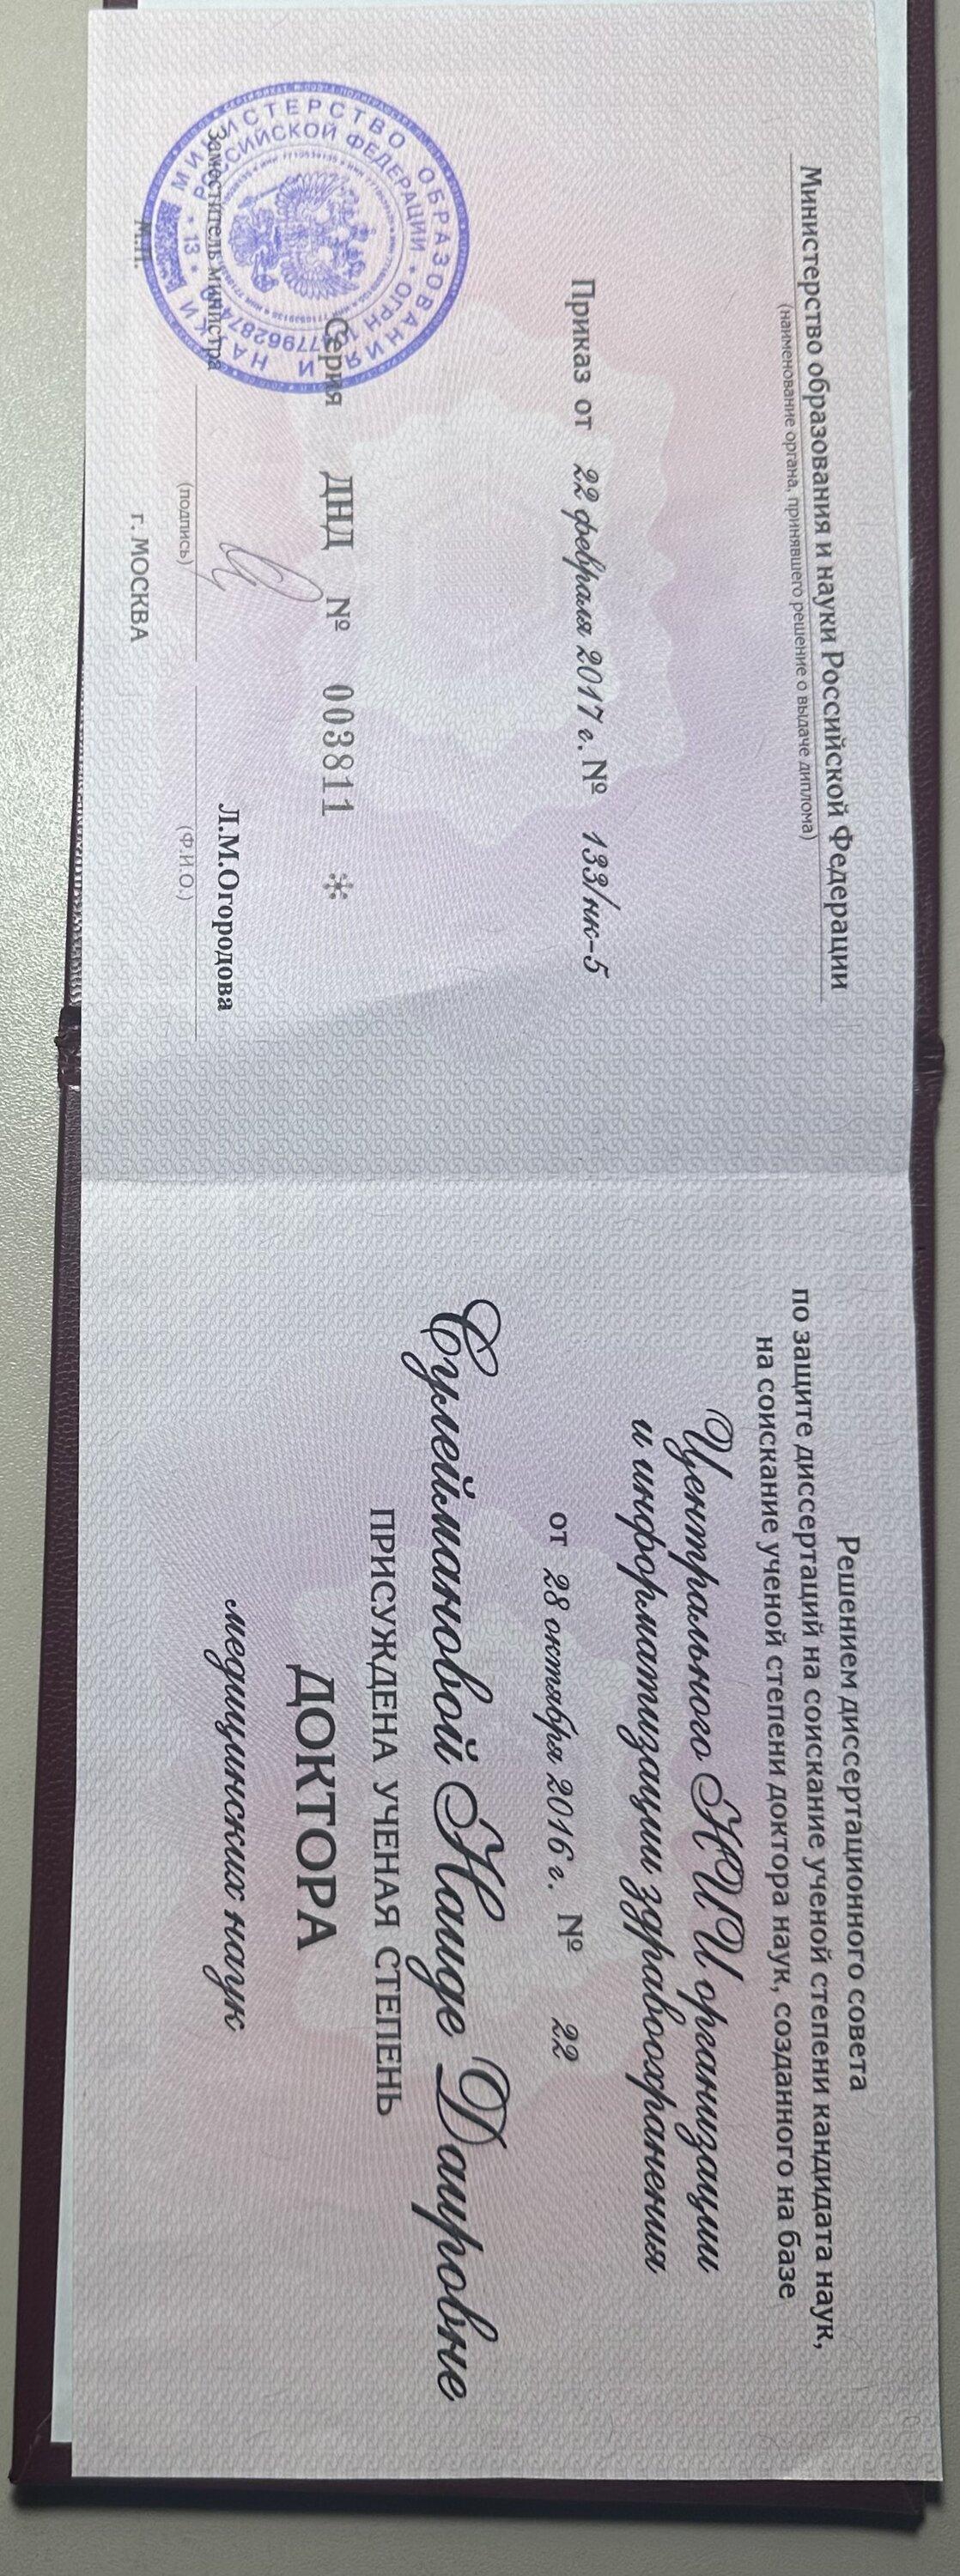 Министерство образования и науки Российской Федерации
(наименование органа, принявшего решение о выдаче диплома)
Приказ от 22 февраля 2017 г. № 133/нк-5
Серия ДНД № 003811 *
Заместитель министра
Л.М.Огородова
(подпись)
(Ф.И.О.)
М.П.
г. МОСКВА
МИНИСТЕРСТВО ОБРАЗОВАНИЯ И НАУКИ
РОССИЙСКОЙ ФЕДЕРАЦИИ • ОГРН
* 13 *
Решением диссертационного совета
по защите диссертаций на соискание ученой степени кандидата наук,
на соискание ученой степени доктора наук, созданного на базе
Центрального НИИ организации
и информатизации здравоохранения
от 28 октября 2016 г. № 22
Сулеймановой Наиде Даировне
ПРИСУЖДЕНА УЧЕНАЯ СТЕПЕНЬ
ДОКТОРА
медицинских наук